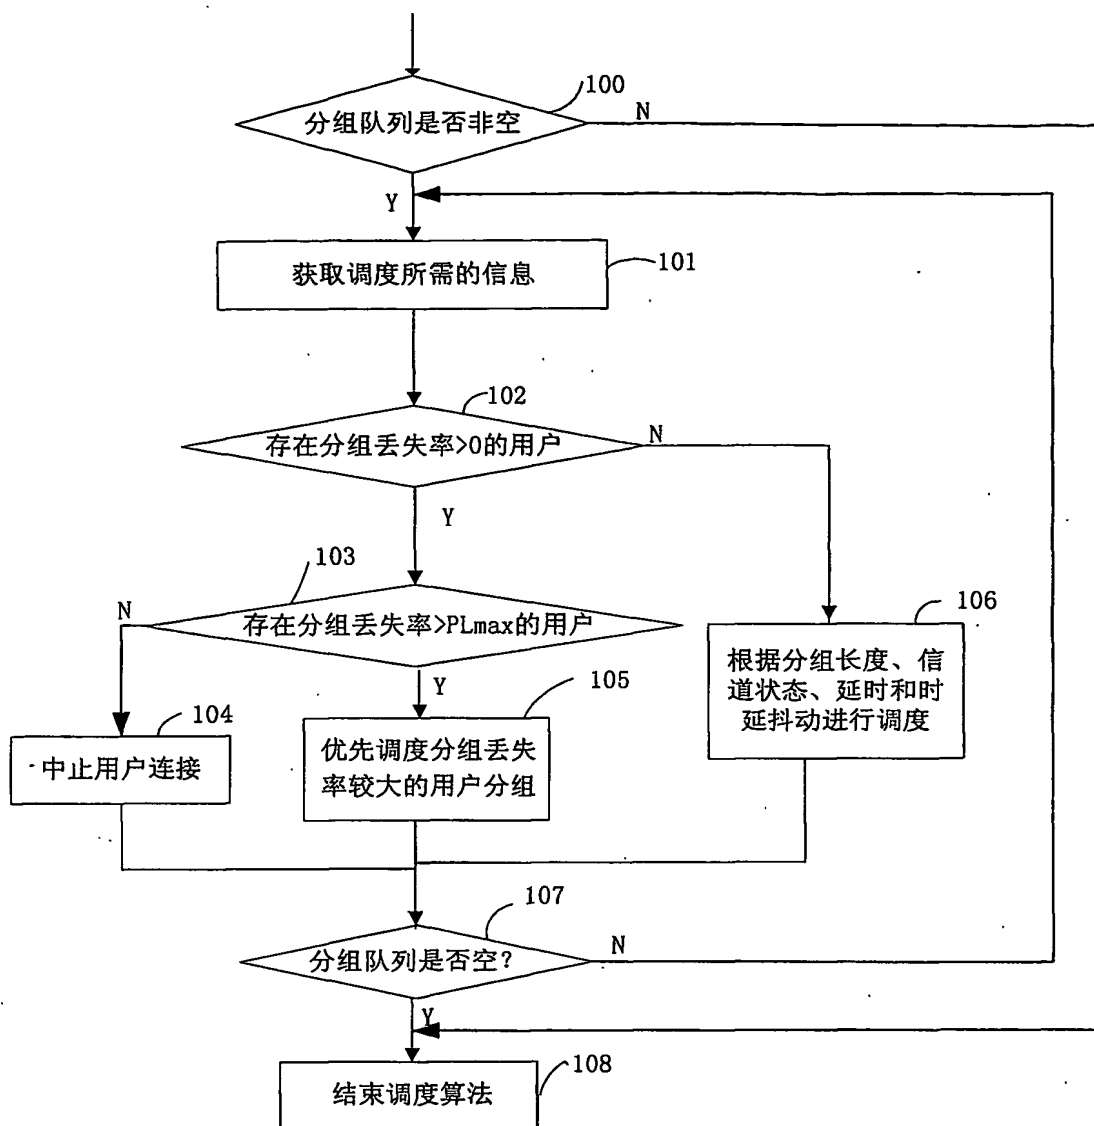 100
分组队列是否非空
N
Y
获取调度所需的信息
101
102
存在分组丢失率>0的用户
N
Y
103
N
存在分组丢失率>PLmax的用户
106
根据分组长度、信
道状态、延时和时
延抖动进行调度
Y
105
104
中止用户连接
优先调度分组丢失
率较大的用户分组
107
分组队列是否空?
N
Y
108
结束调度算法